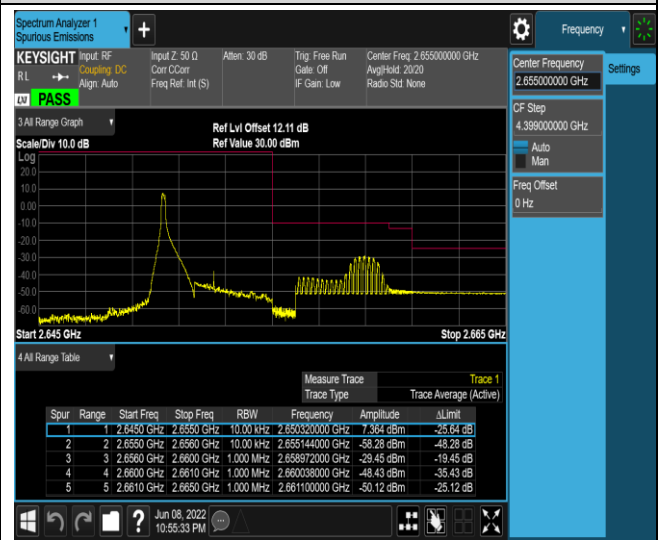 Spectrum Analyzer 1
Spurious Emissions
Frequency
KEYSIGHT
R L
Input: RF
Coupling: DC
Align: Auto
Input Z: 50 Ω
Corr CCorr
Freq Ref: Int (S)
Atten: 30 dB
Trig: Free Run
Gate: Off
IF Gain: Low
Center Freq: 2.655000000 GHz
Avg|Hold: 20/20
Radio Std: None
LXI PASS
3 All Range Graph
Scale/Div 10.0 dB
Ref Lvl Offset 12.11 dB
Ref Value 30.00 dBm
Log
20.0
10.0
0.00
-10.0
-20.0
-30.0
-40.0
-50.0
-60.0
Start 2.645 GHz
Stop 2.665 GHz
4 All Range Table
Measure Trace Trace 1
Trace Type Trace Average (Active)
Spur Range Start Freq Stop Freq RBW Frequency Amplitude ΔLimit
1 1 2.6450 GHz 2.6550 GHz 10.00 kHz 2.650320000 GHz 7.364 dBm -25.64 dB
2 2 2.6550 GHz 2.6560 GHz 10.00 kHz 2.655144000 GHz -58.28 dBm -48.28 dB
3 3 2.6560 GHz 2.6600 GHz 1.000 MHz 2.658972000 GHz -29.45 dBm -19.45 dB
4 4 2.6600 GHz 2.6610 GHz 1.000 MHz 2.660038000 GHz -48.43 dBm -35.43 dB
5 5 2.6610 GHz 2.6650 GHz 1.000 MHz 2.661100000 GHz -50.12 dBm -25.12 dB
Jun 08, 2022
10:55:33 PM
Center Frequency
2.655000000 GHz
Settings
CF Step
4.399000000 GHz
Auto
Man
Freq Offset
0 Hz